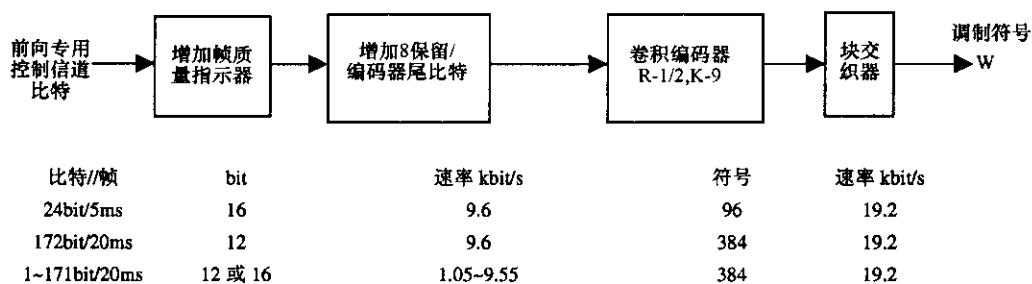 前向专用
控制信道
比特
增加帧质
量指示器
增加8保留/
编码器尾比特
卷积编码器
R-1/2,K-9
块交
织器
调制符号
W
比特//帧 bit 速率 kbit/s 符号 速率 kbit/s
24bit/5ms 16 9.6 96 19.2
172bit/20ms 12 9.6 384 19.2
1~171bit/20ms 12 或 16 1.05~9.55 384 19.2